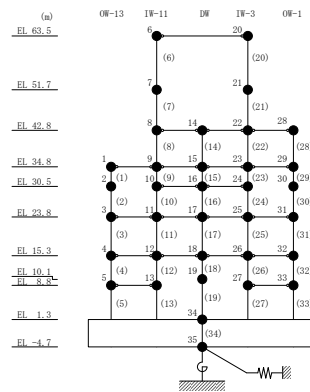 (m) OW-13 IW-11 DW IW-3 OW-1
EL 63.5 6 20
(6) (20)
EL 51.7 7 21
(7) (21)
EL 42.8 8 14 22 28
(8) (14) (22) (28
EL 34.8 1 9 15 23 29
(1) (9) (15) (23) (29
EL 30.5 2 10 16 24 30
(2) (10) (16) (24) (30
EL 23.8 3 11 17 25 31
(3) (11) (17) (25) (31
EL 15.3 4 12 18 26 32
(4) (12) (18) (26) (32
EL 10.1 19
EL 8.8 5 13 27 33
(5) (13) (19) (27) (33
EL 1.3 34
(34)
EL -4.7 35